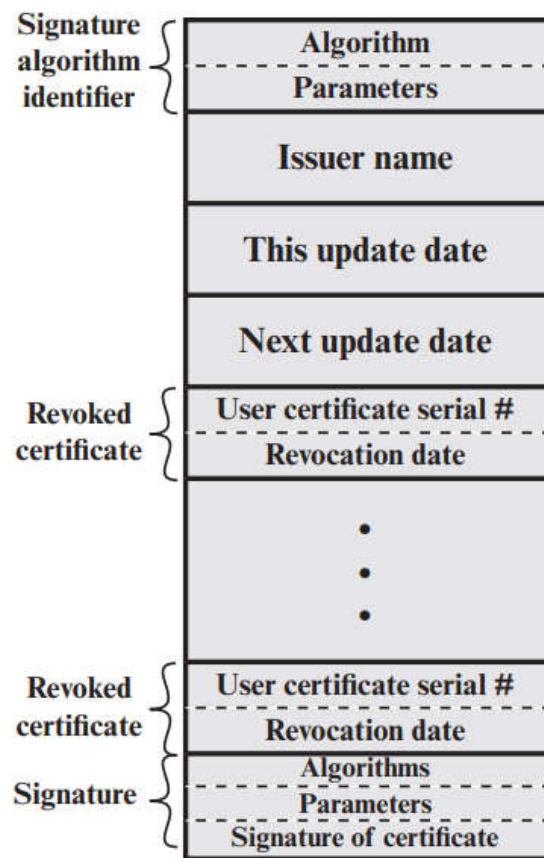 Signature
algorithm
identifier
Algorithm
Parameters
Issuer name
This update date
Next update date
Revoked
certificate
User certificate serial #
Revocation date
Revoked
certificate
User certificate serial #
Revocation date
Signature
Algorithms
Parameters
Signature of certificate